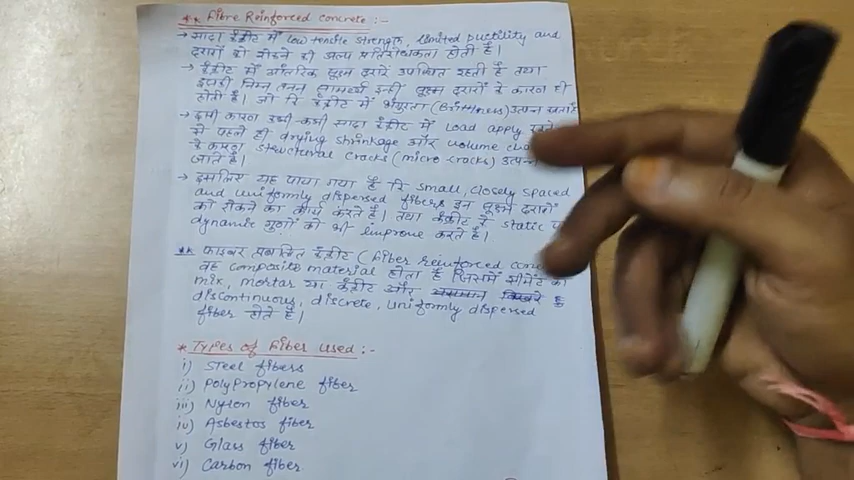 ** Fibre Reinforced concrete :-
→ सादा कंक्रीट में low tensile strength, limited Ductility and
दरारों को रोकने की अल्प प्रतिरोधकता होती है।
→ कंक्रीट में आंतरिक सूक्ष्म दरारें उपस्थित रहती हैं तथा
इसकी निम्न तनन सामर्थ्य इन्हीं सूक्ष्म दरारों के कारण ही
होती है। जो कि कंक्रीट में भंगुरता (Brittleness) उत्पन्न
→ इसी कारण कभी-कभी सादा कंक्रीट में Load apply करने
से पहले ही drying shrinkage और volume
के कारण structural cracks (micro cracks) उत्पन्न
जाते हैं।
→ इसलिए यह पाया गया है कि small, closely spaced
and uniformly dispersed fibers इन सूक्ष्म दरारों
को रोकने का कार्य करते हैं। तथा कंक्रीट के static
dynamic गुणों को भी improve करते हैं।
** फाइबर प्रबलित कंक्रीट (fiber reinforced
वह composite material होता है जिसमें सीमेंट का
mix, mortar या कंक्रीट और
discontinuous, discrete, uniformly dispersed
fiber होते हैं।
* Types of fiber used :-
i) Steel fibers
ii) Polypropylene fiber
iii) Nylon fiber
iv) Asbestos fiber
v) Glass fiber
vi) Carbon fiber